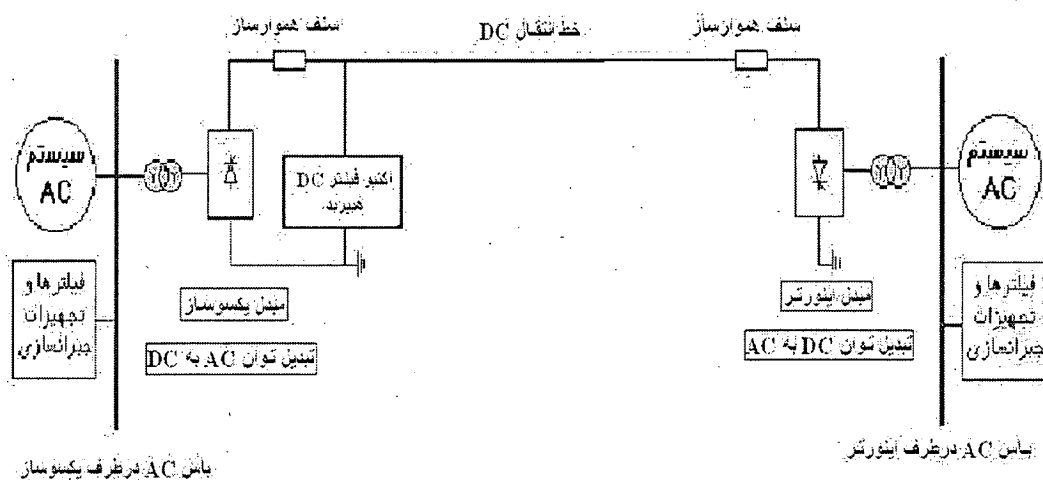 سلف هموارساز
خط انتقال DC
سلف هموارساز
سیستم
AC
اکتیو فیلتر DC
هیبرید
سیستم
AC
فیلترها و
تجهیزات
جبرانسازی
مبدل یکسوساز
تبدیل توان AC به DC
مبدل اینورتر
تبدیل توان DC به AC
فیلترها و
تجهیزات
جبرانسازی
باس AC درطرف یکسوساز
باس AC درطرف اینورتر